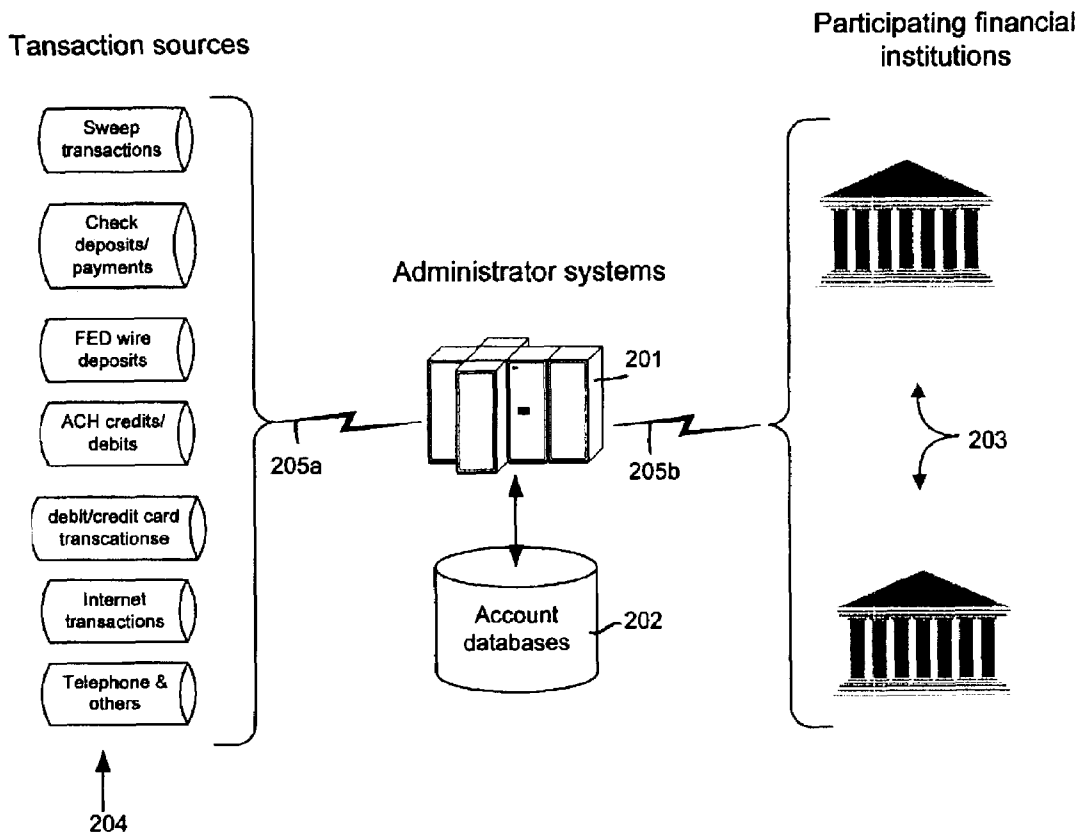 Tansaction sources
Sweep
transactions
Check
deposits/
payments
FED wire
deposits
ACH credits/
debits
debit/credit card
transcationse
Internet
transactions
Telephone &
others
204
205a
Administrator systems
201
205b
Account
databases
202
Participating financial
institutions
203